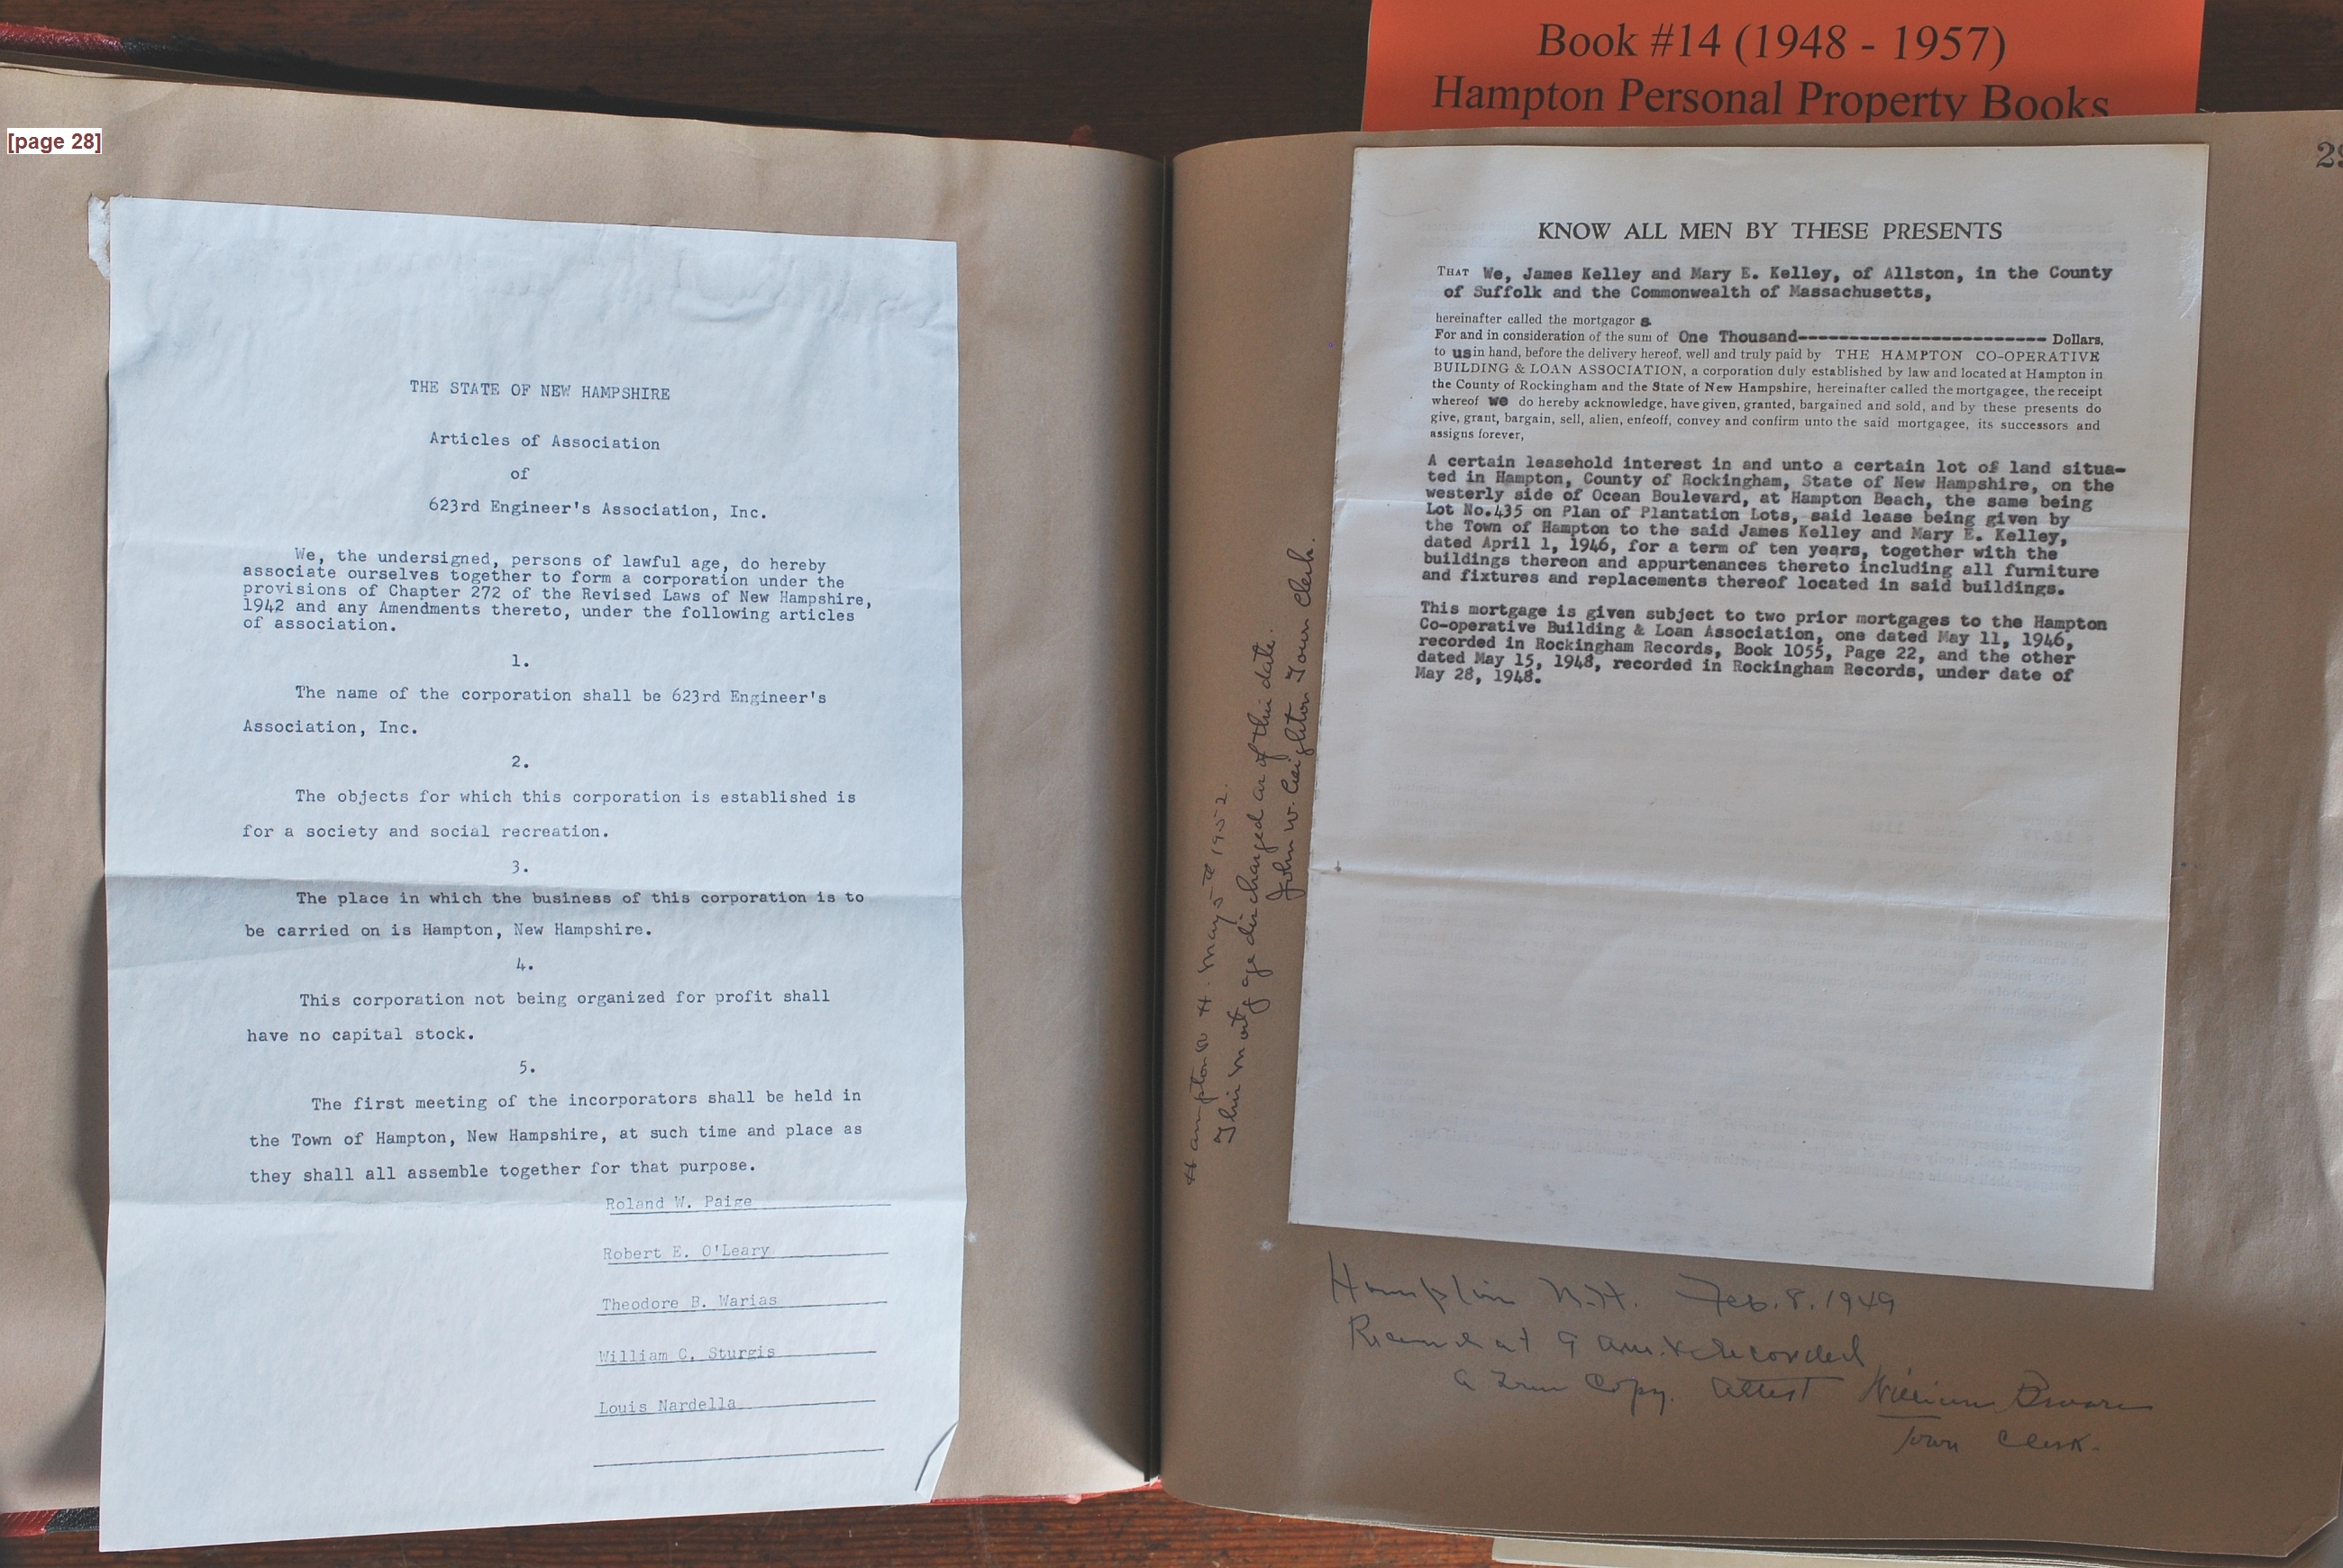 Book #14 (1948 - 1957)
Hampton Personal Property Books
[page 28]
THE STATE OF NEW HAMPSHIRE
Articles of Association
of
623rd Engineer's Association, Inc.
We, the undersigned, persons of lawful age, do hereby
associate ourselves together to form a corporation under the
provisions of Chapter 272 of the Revised Laws of New Hampshire,
1942 and any Amendments thereto, under the following articles
of association.
1.
The name of the corporation shall be 623rd Engineer's
Association, Inc.
2.
The objects for which this corporation is established is
for a society and social recreation.
3.
The place in which the business of this corporation is to
be carried on is Hampton, New Hampshire.
4.
This corporation not being organized for profit shall
have no capital stock.
5.
The first meeting of the incorporators shall be held in
the Town of Hampton, New Hampshire, at such time and place as
they shall all assemble together for that purpose.
Roland W. Paige
Robert E. O'Leary
Theodore B. Warias
William C. Sturgis
Louis Nardella
29
KNOW ALL MEN BY THESE PRESENTS
THAT We, James Kelley and Mary E. Kelley, of Allston, in the County
of Suffolk and the Commonwealth of Massachusetts,
hereinafter called the mortgagor s
For and in consideration of the sum of One Thousand------------------------ Dollars,
to us in hand, before the delivery hereof, well and truly paid by THE HAMPTON CO-OPERATIVE
BUILDING & LOAN ASSOCIATION, a corporation duly established by law and located at Hampton in
the County of Rockingham and the State of New Hampshire, hereinafter called the mortgagee, the receipt
whereof we do hereby acknowledge, have given, granted, bargained and sold, and by these presents do
give, grant, bargain, sell, alien, enfeoff, convey and confirm unto the said mortgagee, its successors and
assigns forever,
A certain leasehold interest in and unto a certain lot of land situa-
ted in Hampton, County of Rockingham, State of New Hampshire, on the
westerly side of Ocean Boulevard, at Hampton Beach, the same being
Lot No.435 on Plan of Plantation Lots, said lease being given by
the Town of Hampton to the said James Kelley and Mary E. Kelley,
dated April 1, 1946, for a term of ten years, together with the
buildings thereon and appurtenances thereto including all furniture
and fixtures and replacements thereof located in said buildings.
This mortgage is given subject to two prior mortgages to the Hampton
Co-operative Building & Loan Association, one dated May 11, 1946,
recorded in Rockingham Records, Book 1055, Page 22, and the other
dated May 15, 1948, recorded in Rockingham Records, under date of
May 28, 1948.
Hampton N. H. May 5th 1952.
This mortgage discharged as of this date.
John W. Creighton Town Clerk.
Hampton N.H. Feb. 8. 1949
Received at 9 a.m. & Recorded
a True Copy. Attest William Brown
Town Clerk.